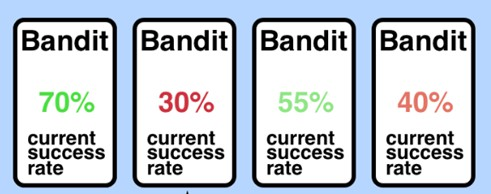 Bandit
70%
current
success
rate
Bandit
30%
current
success
rate
Bandit
55%
current
success
rate
Bandit
40%
current
success
rate